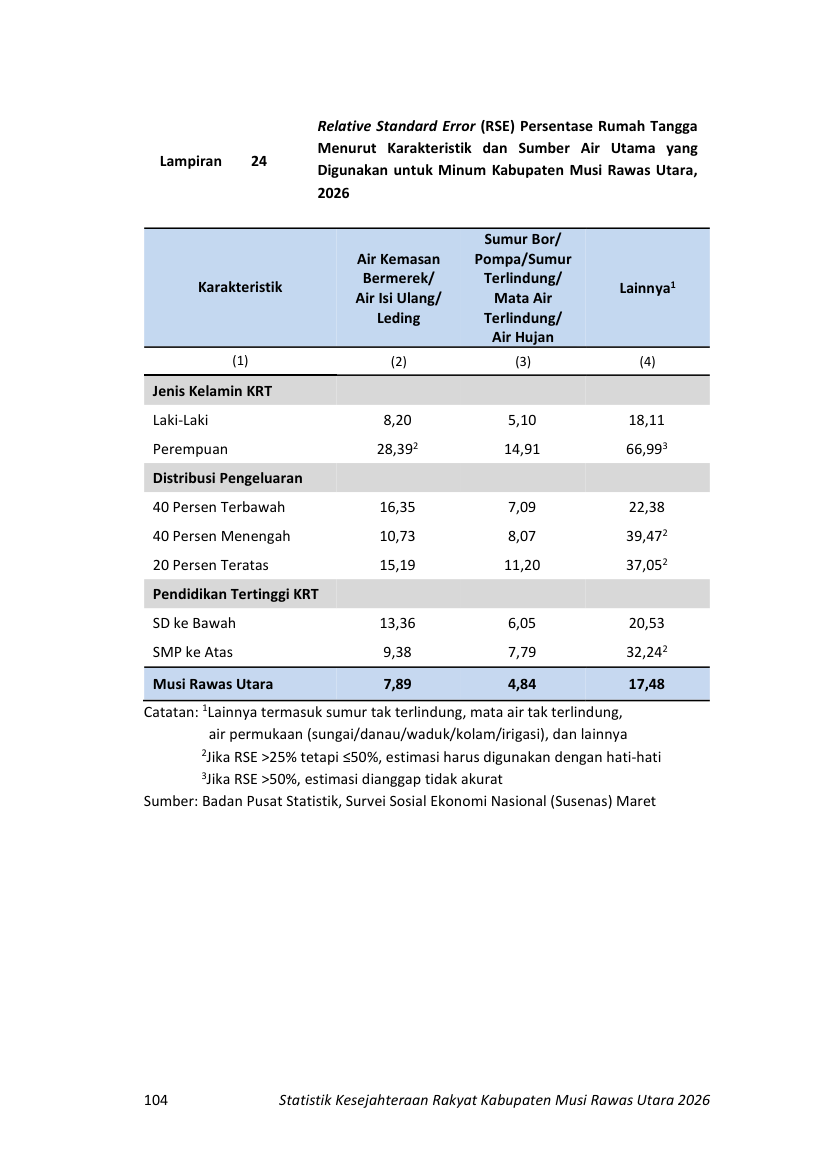 Lampiran 24
Relative Standard Error (RSE) Persentase Rumah Tangga
Menurut Karakteristik dan Sumber Air Utama yang
Digunakan untuk Minum Kabupaten Musi Rawas Utara,
2026
Karakteristik
Air Kemasan
Bermerek/
Air Isi Ulang/
Leding
Sumur Bor/
Pompa/Sumur
Terlindung/
Mata Air
Terlindung/
Air Hujan
Lainnya¹
(1) (2) (3) (4)
Jenis Kelamin KRT
Laki-Laki 8,20 5,10 18,11
Perempuan 28,39² 14,91 66,99³
Distribusi Pengeluaran
40 Persen Terbawah 16,35 7,09 22,38
40 Persen Menengah 10,73 8,07 39,47²
20 Persen Teratas 15,19 11,20 37,05²
Pendidikan Tertinggi KRT
SD ke Bawah 13,36 6,05 20,53
SMP ke Atas 9,38 7,79 32,24²
Musi Rawas Utara 7,89 4,84 17,48
Catatan: ¹Lainnya termasuk sumur tak terlindung, mata air tak terlindung,
air permukaan (sungai/danau/waduk/kolam/irigasi), dan lainnya
²Jika RSE >25% tetapi ≤50%, estimasi harus digunakan dengan hati-hati
³Jika RSE >50%, estimasi dianggap tidak akurat
Sumber: Badan Pusat Statistik, Survei Sosial Ekonomi Nasional (Susenas) Maret
104 Statistik Kesejahteraan Rakyat Kabupaten Musi Rawas Utara 2026